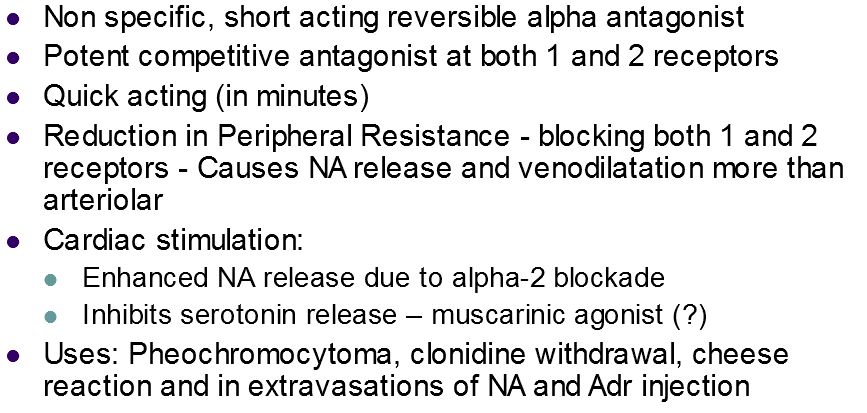 Non specific, short acting reversible alpha antagonist
Potent competitive antagonist at both 1 and 2 receptors
Quick acting (in minutes)
Reduction in Peripheral Resistance - blocking both 1 and 2
receptors - Causes NA release and venodilatation more than
arteriolar
Cardiac stimulation:
Enhanced NA release due to alpha-2 blockade
Inhibits serotonin release – muscarinic agonist (?)
Uses: Pheochromocytoma, clonidine withdrawal, cheese
reaction and in extravasations of NA and Adr injection